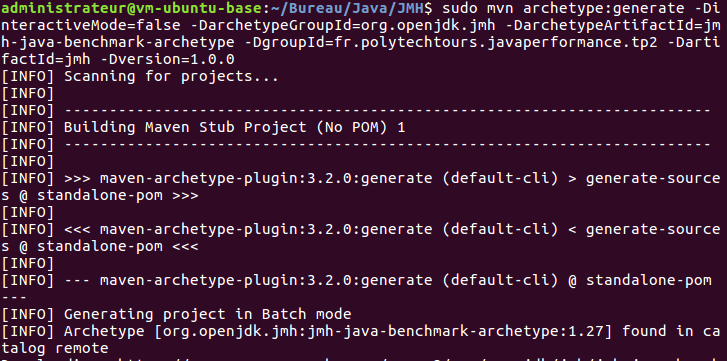 administrateur@vm-ubuntu-base:~/Bureau/Java/JMH$ sudo mvn archetype:generate -Di
nteractiveMode=false -DarchetypeGroupId=org.openjdk.jmh -DarchetypeArtifactId=jm
h-java-benchmark-archetype -DgroupId=fr.polytechtours.javaperformance.tp2 -Darti
factId=jmh -Dversion=1.0.0
[INFO] Scanning for projects...
[INFO]
[INFO] ------------------------------------------------------------------------
[INFO] Building Maven Stub Project (No POM) 1
[INFO] ------------------------------------------------------------------------
[INFO]
[INFO] >>> maven-archetype-plugin:3.2.0:generate (default-cli) > generate-source
s @ standalone-pom >>>
[INFO]
[INFO] <<< maven-archetype-plugin:3.2.0:generate (default-cli) < generate-source
s @ standalone-pom <<<
[INFO]
[INFO] --- maven-archetype-plugin:3.2.0:generate (default-cli) @ standalone-pom
---
[INFO] Generating project in Batch mode
[INFO] Archetype [org.openjdk.jmh:jmh-java-benchmark-archetype:1.27] found in ca
talog remote